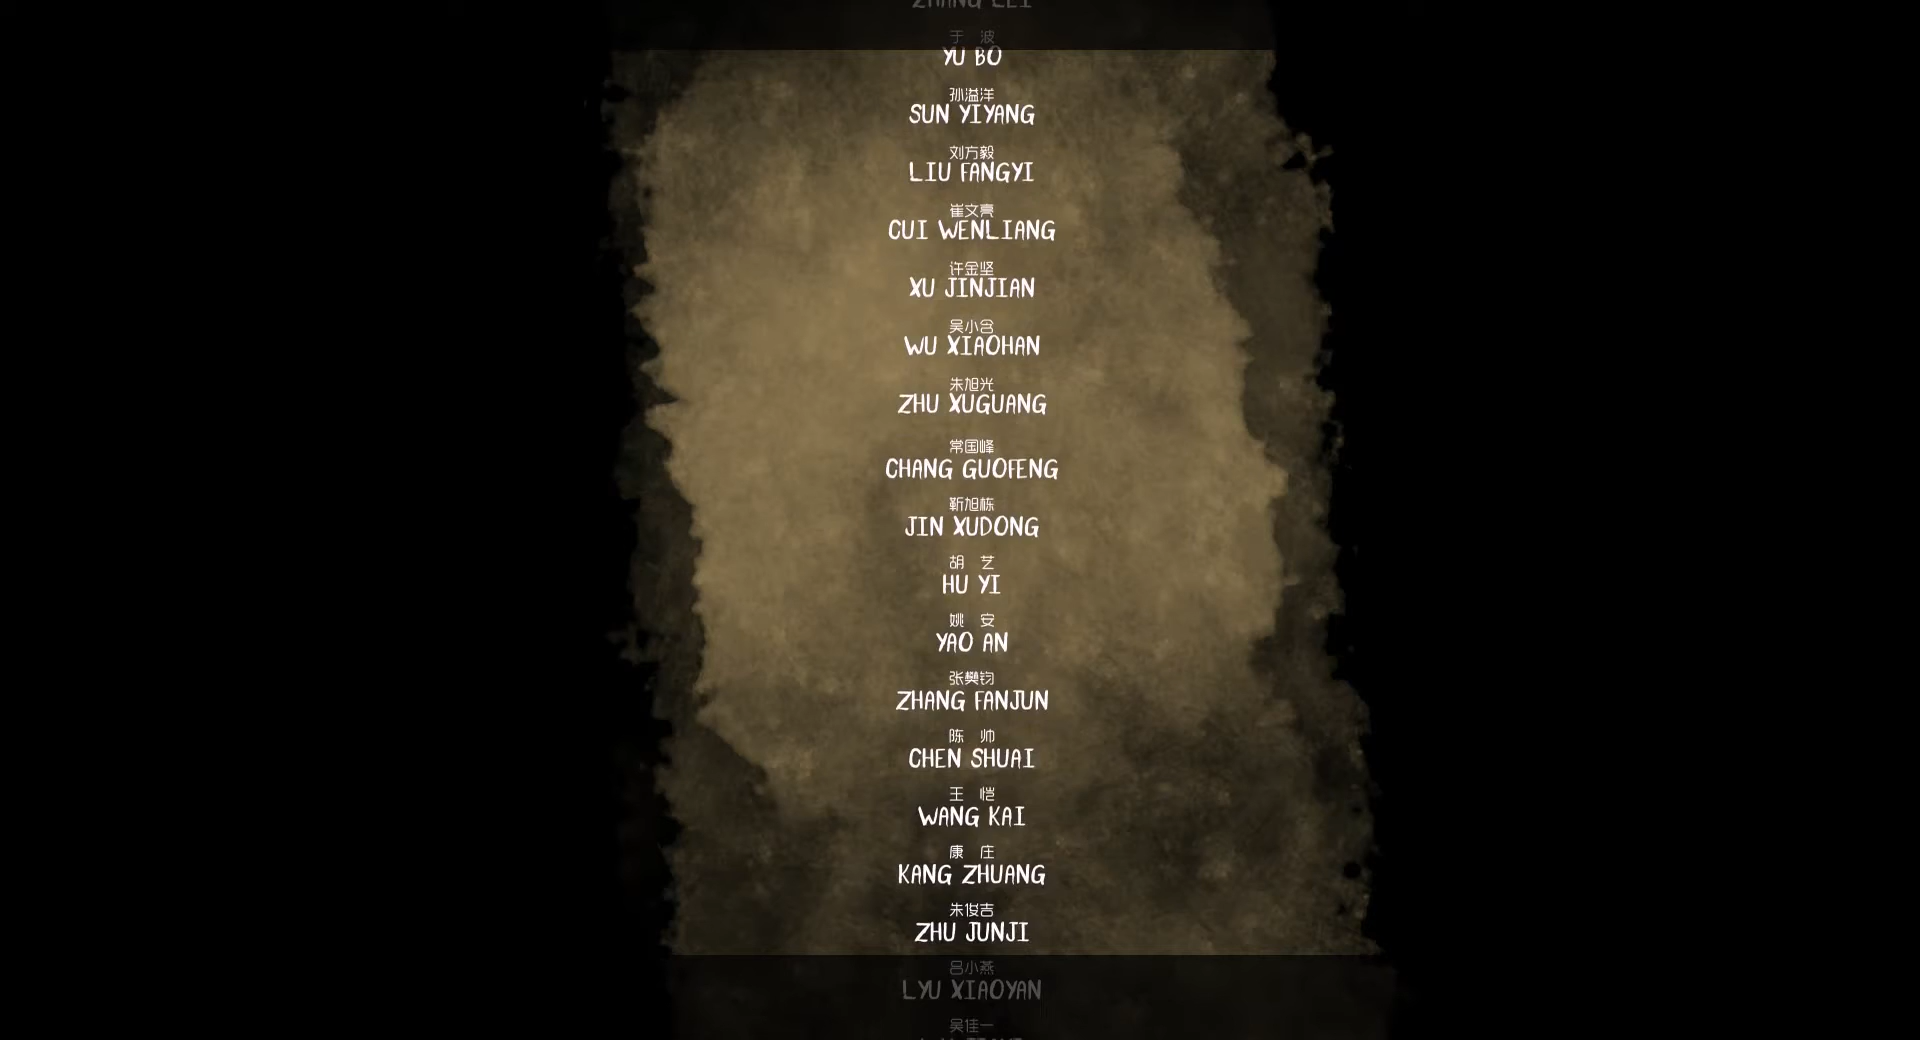 ZHANG LEI
于 波
YU BO
孙溢洋
SUN YIYANG
刘方毅
LIU FANGYI
崔文亮
CUI WENLIANG
许金坚
XU JINJIAN
吴小含
WU XIAOHAN
朱旭光
ZHU XUGUANG
常国峰
CHANG GUOFENG
靳旭栋
JIN XUDONG
胡 艺
HU YI
姚 安
YAO AN
张樊钧
ZHANG FANJUN
陈 帅
CHEN SHUAI
王 恺
WANG KAI
康 庄
KANG ZHUANG
朱俊吉
ZHU JUNJI
吕小燕
LYU XIAOYAN
吴佳一